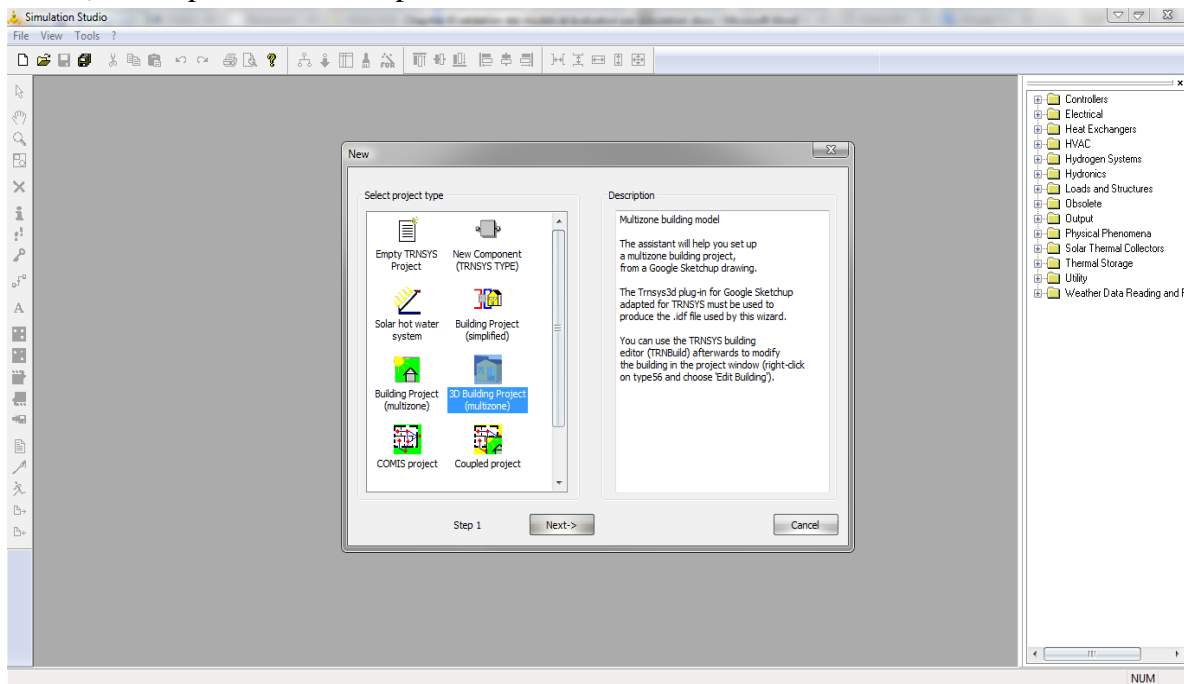 Simulation Studio
File View Tools ?
FOR
New
Select project type
Empty TRNSYS
Project
New Component
(TRNSYS TYPE)
Solar hot water
system
Building Project
(simplified)
Building Project
(multizone)
3D Building Project
(multizone)
COMIS project
Coupled project
Description
Multizone building model
The assistant will help you set up
a multizone building project,
from a Google Sketchup drawing.
The Trnsys3d plug-in for Google Sketchup
adapted for TRNSYS must be used to
produce the .idf file used by this wizard.
You can use the TRNSYS building
editor (TRNBuild) afterwards to modify
the building in the project window (right-click
on type56 and choose 'Edit Building').
Step 1
Next->
Cancel
Controllers
Electrical
Heat Exchangers
HVAC
Hydrogen Systems
Hydronics
Loads and Structures
Obsolete
Output
Physical Phenomena
Solar Thermal Collectors
Thermal Storage
Utility
Weather Data Reading and
NUM